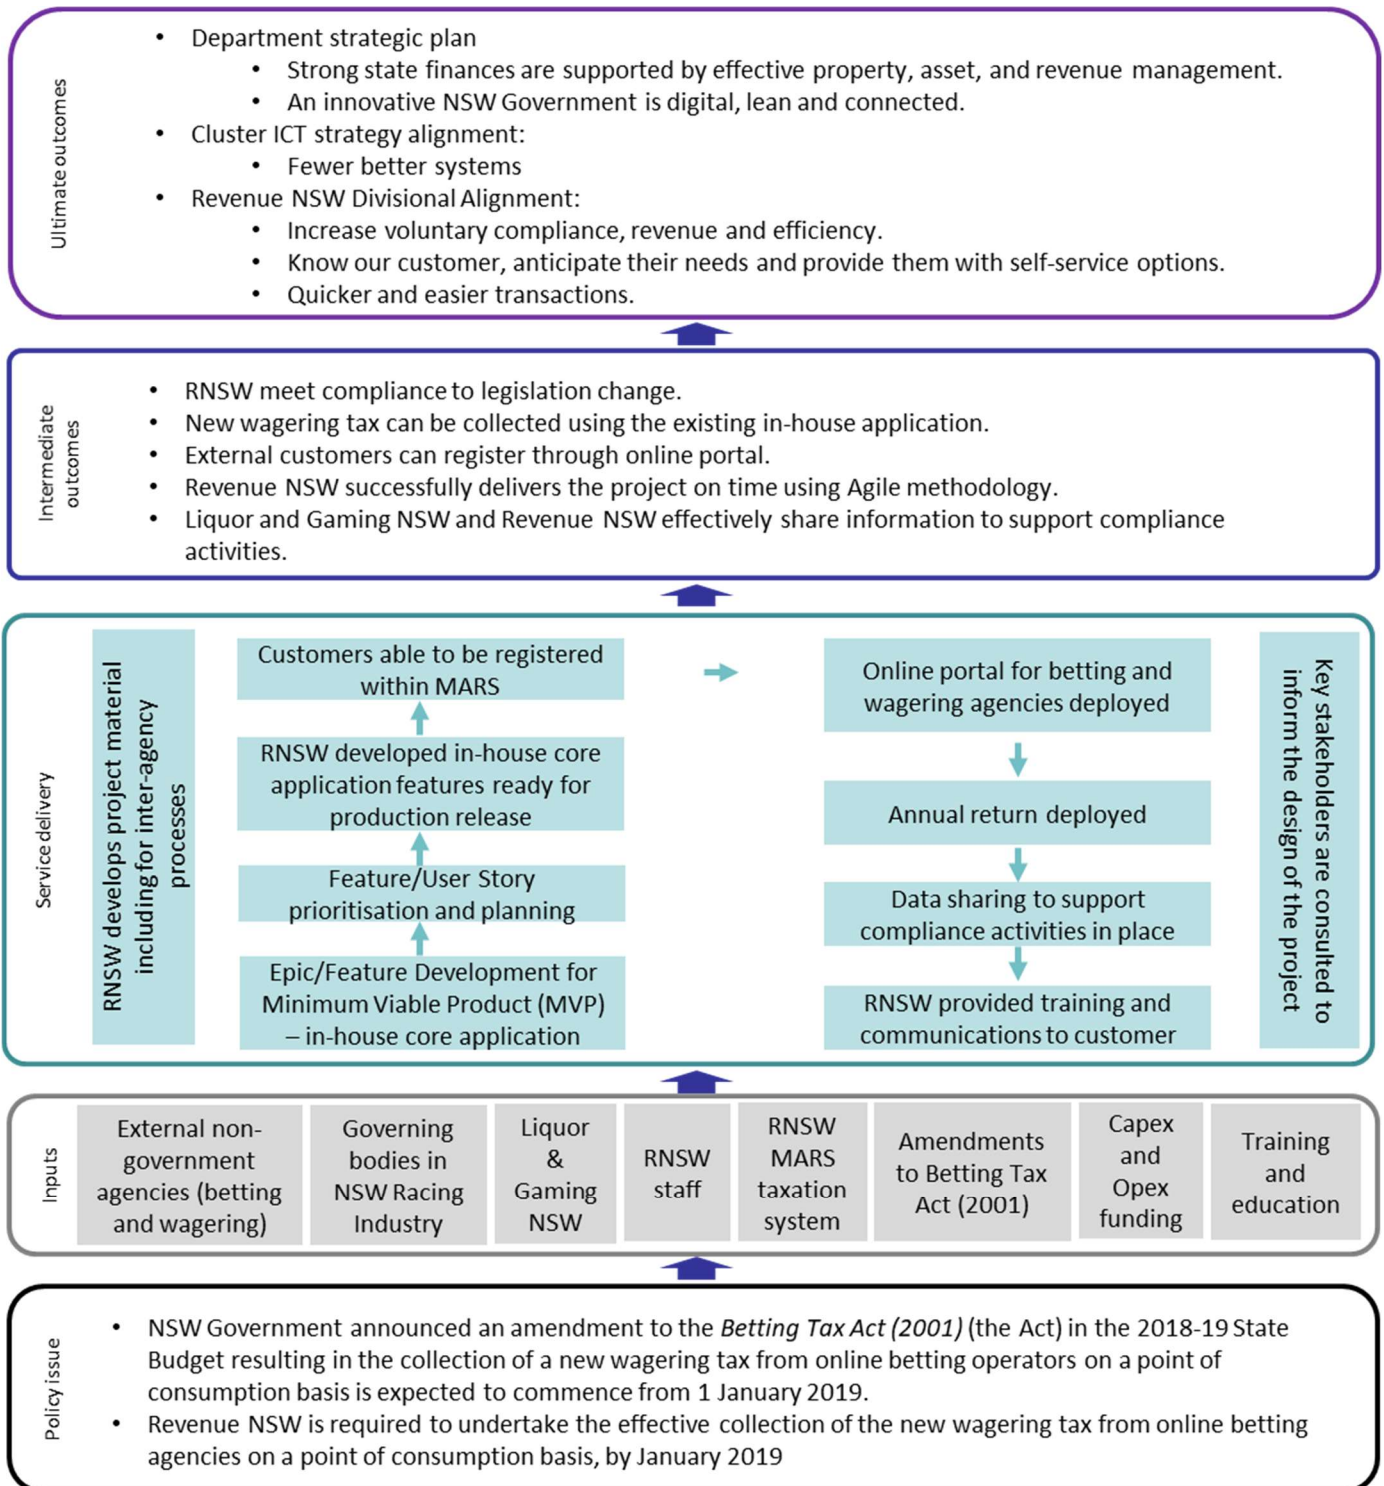 Ultimate outcomes
• Department strategic plan
• Strong state finances are supported by effective property, asset, and revenue management.
• An innovative NSW Government is digital, lean and connected.
• Cluster ICT strategy alignment:
• Fewer better systems
• Revenue NSW Divisional Alignment:
• Increase voluntary compliance, revenue and efficiency.
• Know our customer, anticipate their needs and provide them with self-service options.
• Quicker and easier transactions.
Intermediate
outcomes
• RNSW meet compliance to legislation change.
• New wagering tax can be collected using the existing in-house application.
• External customers can register through online portal.
• Revenue NSW successfully delivers the project on time using Agile methodology.
• Liquor and Gaming NSW and Revenue NSW effectively share information to support compliance
activities.
Service delivery
RNSW develops project material
including for inter-agency
processes
Customers able to be registered
within MARS
RNSW developed in-house core
application features ready for
production release
Feature/User Story
prioritisation and planning
Epic/Feature Development for
Minimum Viable Product (MVP)
– in-house core application
Online portal for betting and
wagering agencies deployed
Annual return deployed
Data sharing to support
compliance activities in place
RNSW provided training and
communications to customer
Key stakeholders are consulted to
inform the design of the project
Inputs
External non-
government
agencies (betting
and wagering)
Governing
bodies in
NSW Racing
Industry
Liquor
&
Gaming
NSW
RNSW
staff
RNSW
MARS
taxation
system
Amendments
to Betting Tax
Act (2001)
Capex
and
Opex
funding
Training
and
education
Policy issue
• NSW Government announced an amendment to the Betting Tax Act (2001) (the Act) in the 2018-19 State
Budget resulting in the collection of a new wagering tax from online betting operators on a point of
consumption basis is expected to commence from 1 January 2019.
• Revenue NSW is required to undertake the effective collection of the new wagering tax from online betting
agencies on a point of consumption basis, by January 2019